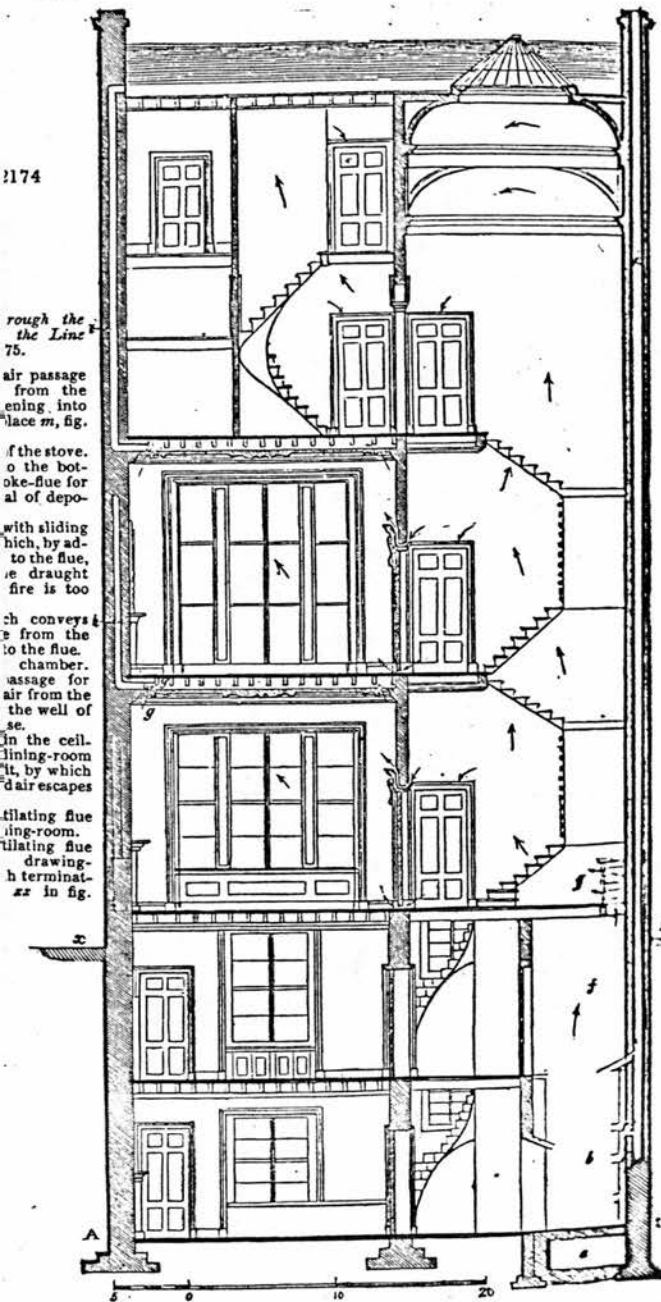 2174
rough the
the Line
75.
air passage
from the
ening into
lace m, fig.
f the stove.
o the bot-
oke-flue for
al of depo-
with sliding
hich, by ad-
to the flue,
e draught
fire is too
ch conveys
e from the
to the flue.
chamber.
assage for
air from the
the well of
se.
in the ceil-
dining-room
it, by which
d air escapes
tilating flue
ing-room.
tilating flue
drawing-
h terminat-
xx in fig.
g
g
x
f
b
A
a
5 0 10 20